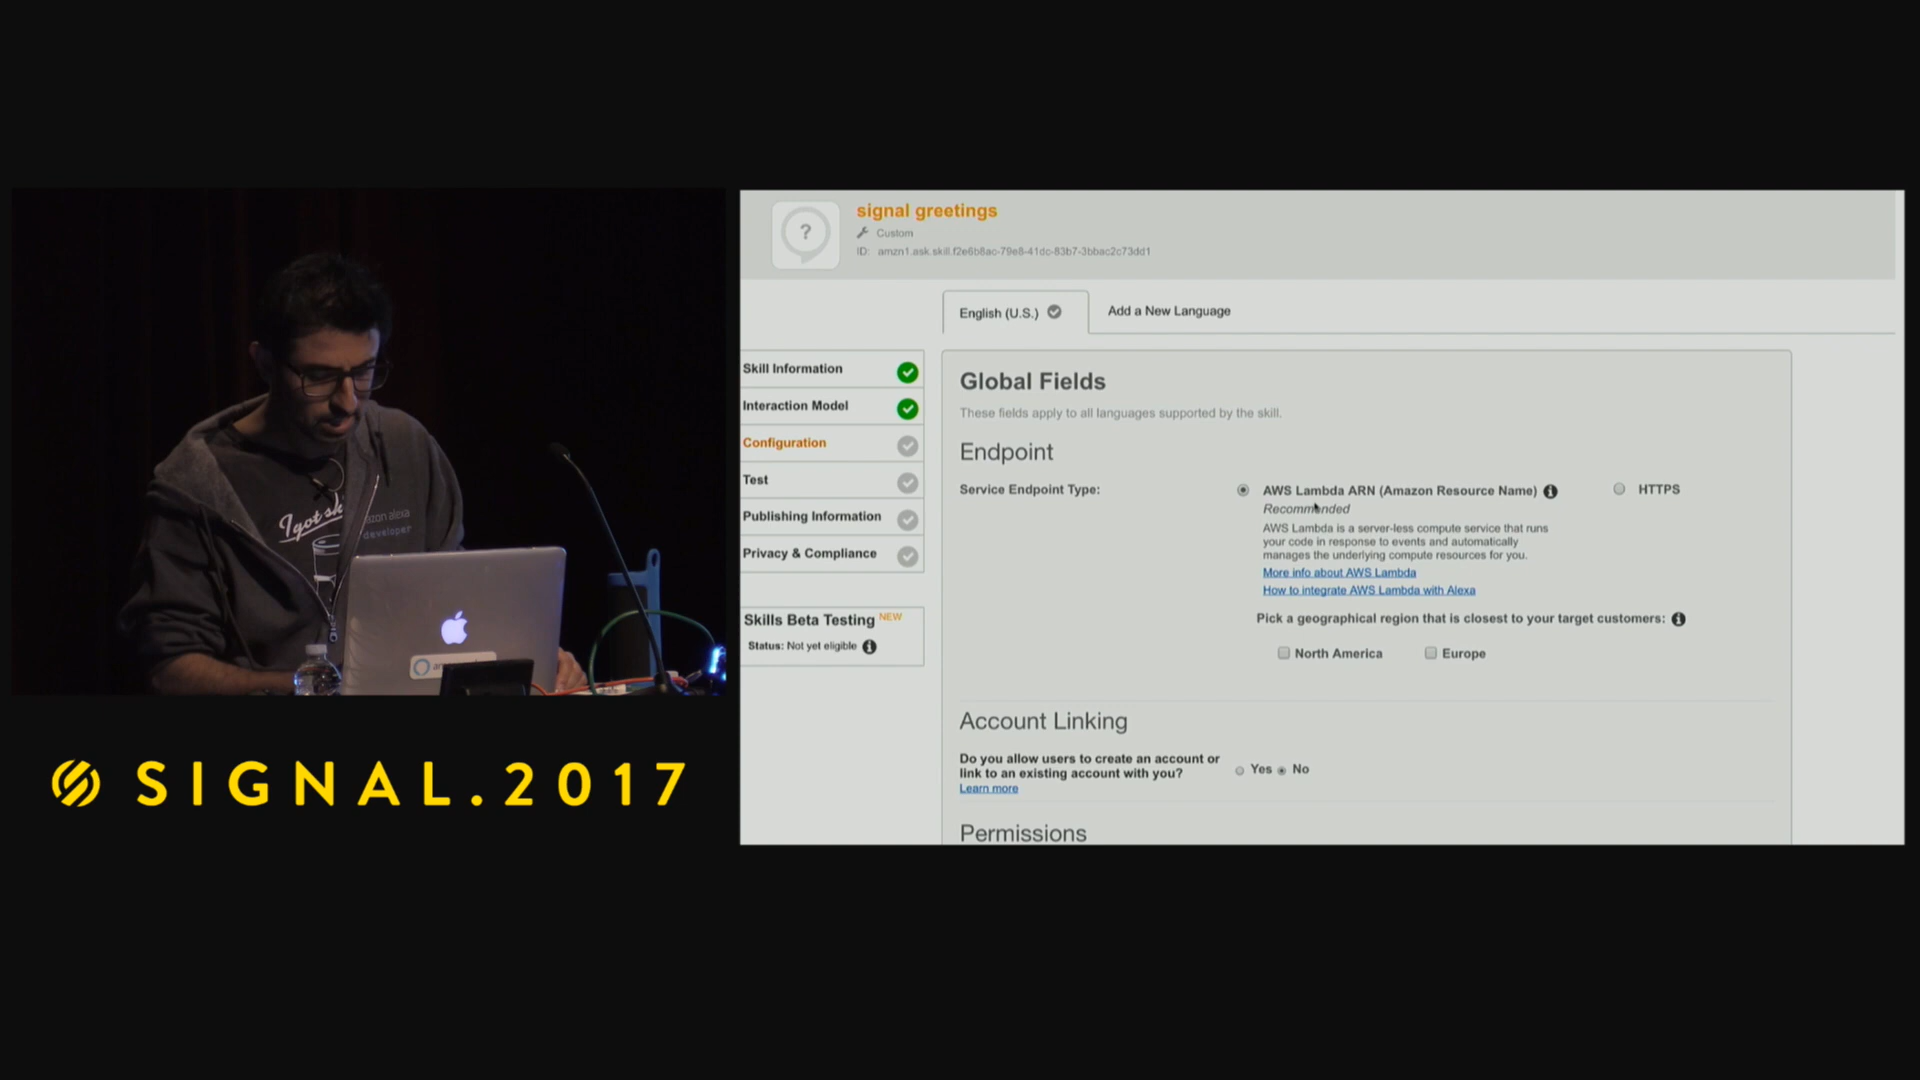 signal greetings
Custom
ID: amzn1.ask.skill.f2e6b8ac-79e8-41dc-83b7-3bbac2c73dd1
English (U.S.)
Add a New Language
Skill Information
Interaction Model
Configuration
Test
Publishing Information
Privacy & Compliance
Skills Beta Testing NEW
Status: Not yet eligible
Global Fields
These fields apply to all languages supported by the skill.
Endpoint
Service Endpoint Type:
AWS Lambda ARN (Amazon Resource Name)
HTTPS
Recommended
AWS Lambda is a server-less compute service that runs
your code in response to events and automatically
manages the underlying compute resources for you.
More info about AWS Lambda
How to integrate AWS Lambda with Alexa
Pick a geographical region that is closest to your target customers:
North America
Europe
Account Linking
Do you allow users to create an account or
link to an existing account with you?
Yes No
Learn more
Permissions
I got
alexa
developer
SIGNAL.2017